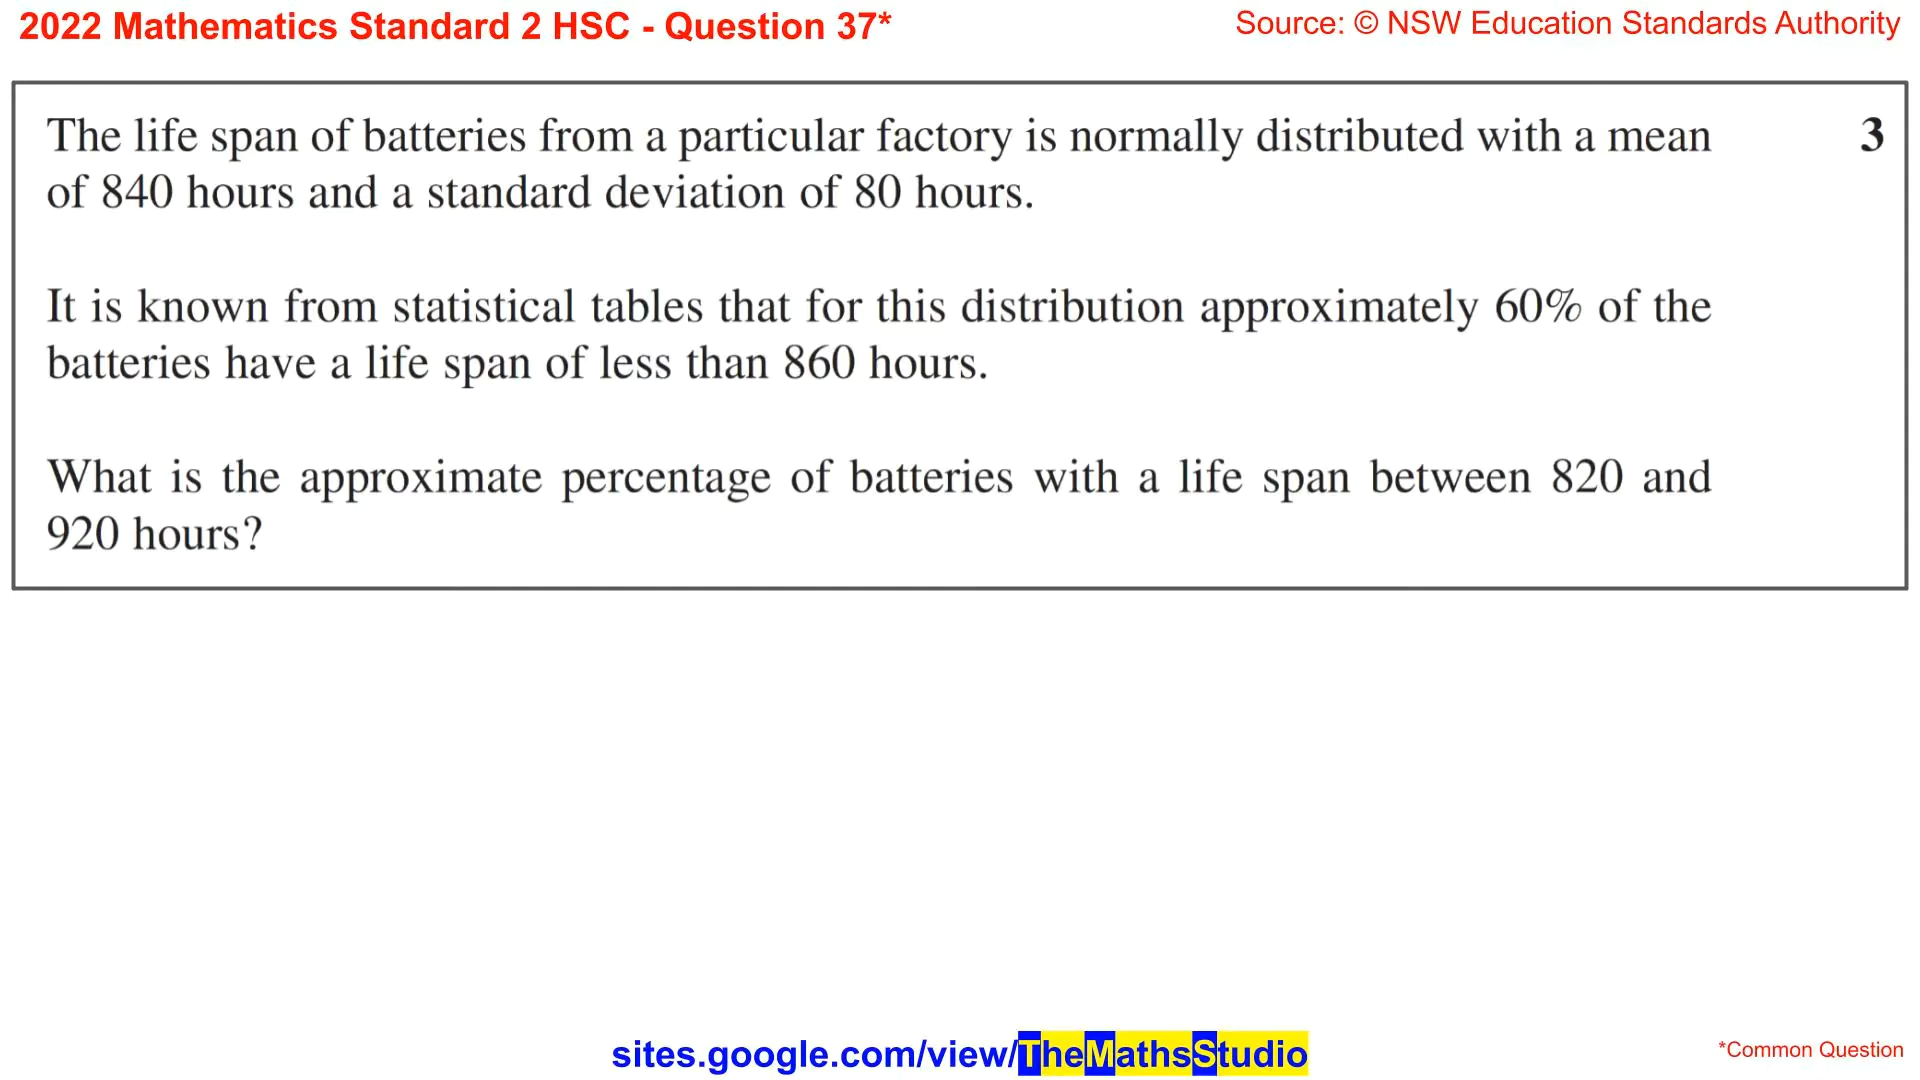 2022 Mathematics Standard 2 HSC - Question 37*
Source: © NSW Education Standards Authority
The life span of batteries from a particular factory is normally distributed with a mean 3
of 840 hours and a standard deviation of 80 hours.
It is known from statistical tables that for this distribution approximately 60% of the
batteries have a life span of less than 860 hours.
What is the approximate percentage of batteries with a life span between 820 and
920 hours?
sites.google.com/view/TheMathsStudio
*Common Question